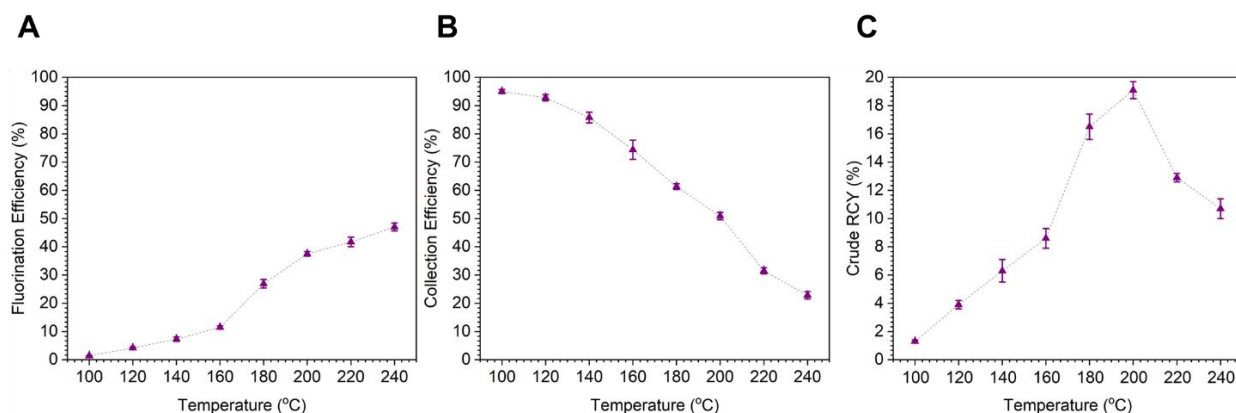 A
B
C
100
90
80
70
60
50
40
30
20
10
0
Fluorination Efficiency (%)
100 120 140 160 180 200 220 240
Temperature (°C)
100
90
80
70
60
50
40
30
20
10
0
Collection Efficiency (%)
100 120 140 160 180 200 220 240
Temperature (°C)
20
18
16
14
12
10
8
6
4
2
0
Crude RCY (%)
100 120 140 160 180 200 220 240
Temperature (°C)